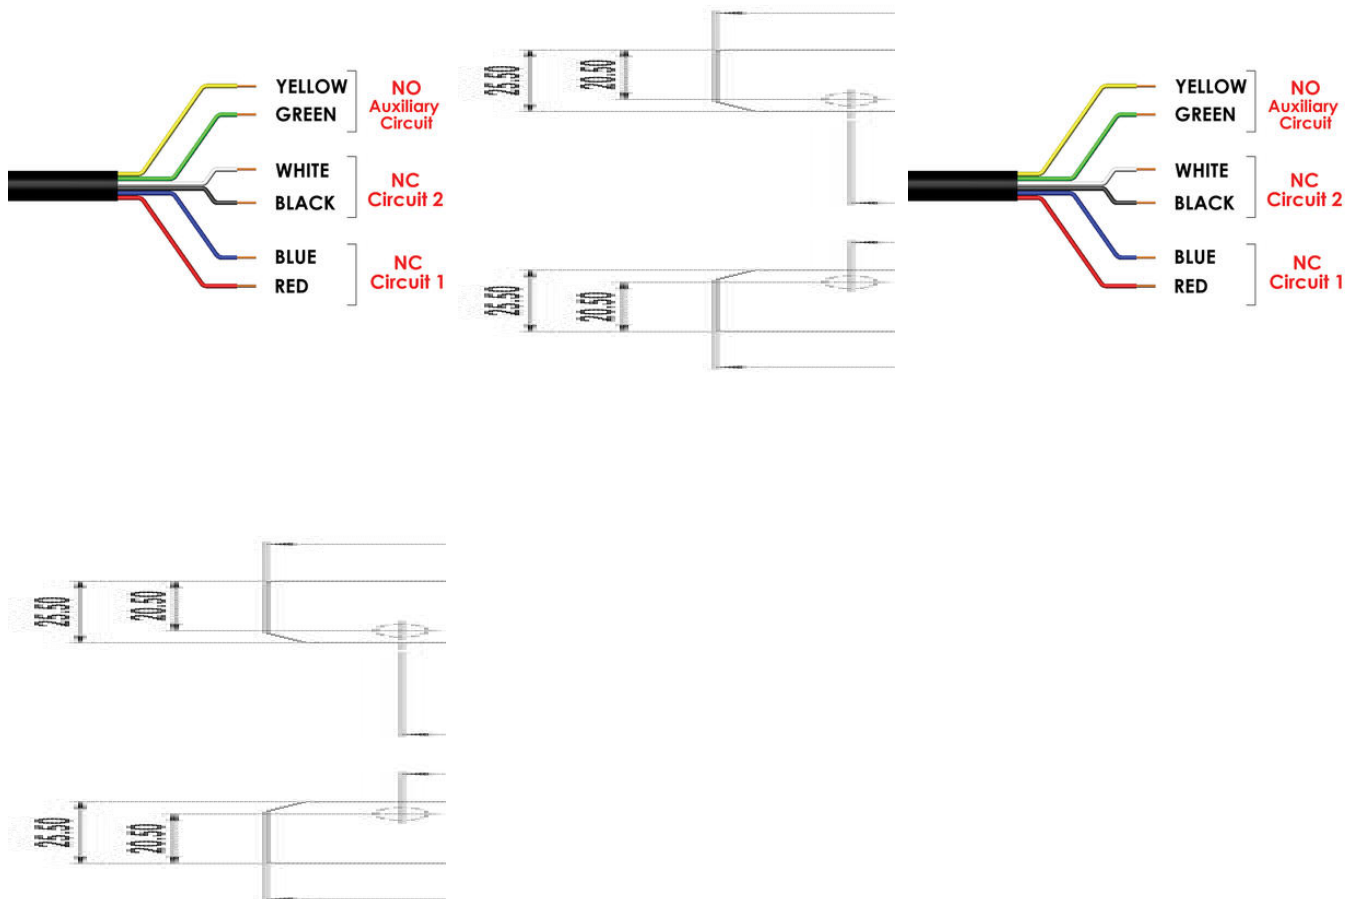 YELLOW
GREEN
NO
Auxiliary
Circuit
WHITE
BLACK
NC
Circuit 2
BLUE
RED
NC
Circuit 1
25.50
20.50
25.50
20.50
YELLOW
GREEN
NO
Auxiliary
Circuit
WHITE
BLACK
NC
Circuit 2
BLUE
RED
NC
Circuit 1
25.50
20.50
25.50
20.50